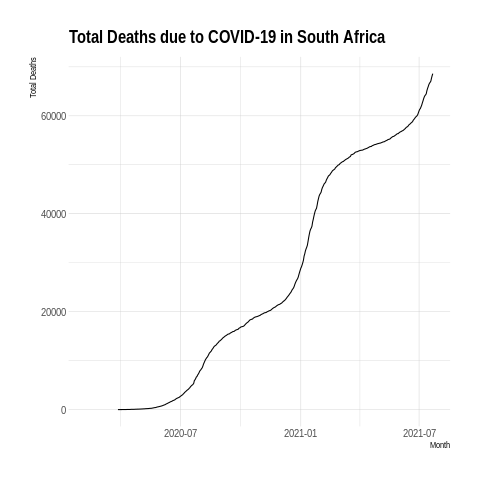 Total Deaths due to COVID-19 in South Africa
Total Deaths
60000
40000
20000
0
2020-07 2021-01 2021-07
Month